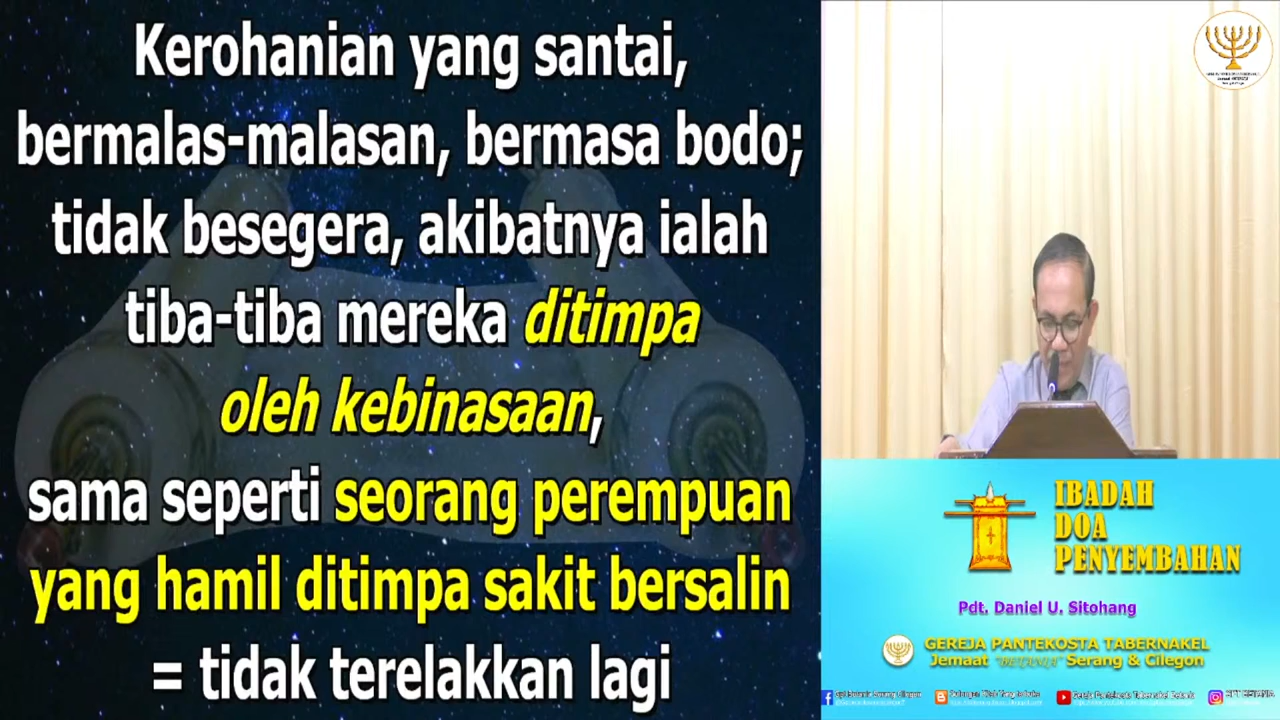 Kerohanian yang santai,
bermalas-malasan, bermasa bodo;
tidak besegera, akibatnya ialah
tiba-tiba mereka ditimpa
oleh kebinasaan,
sama seperti seorang perempuan
yang hamil ditimpa sakit bersalin
= tidak terelakkan lagi
IBADAH
DOA
PENYEMBAHAN
Pdt. Daniel U. Sitohang
GEREJA PANTEKOSTA TABERNAKEL
Jemaat "BETANIA" Serang & Cilegon